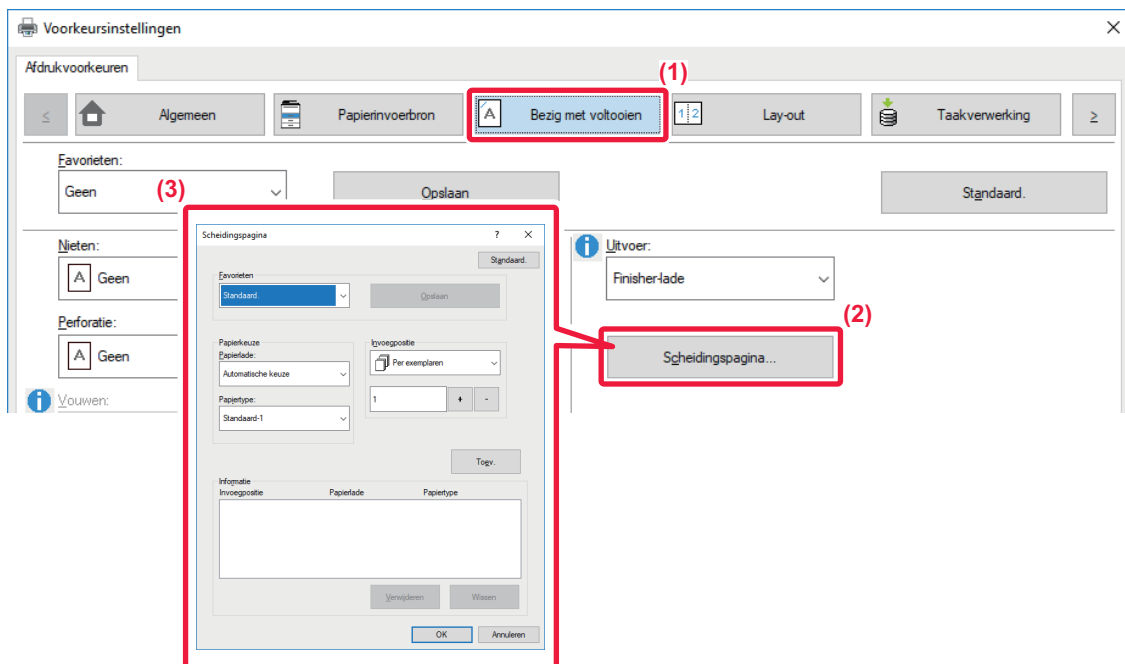 Voorkeursinstellingen
Afdrukvoorkeuren
(1)
< Algemeen Papierinvoerbron A Bezig met voltooien 1 2 Lay-out Taakverwerking >
Favorieten:
Geen
(3)
Opslaan
Standaard.
Nieten:
A Geen
Perforatie:
A Geen
Vouwen:
Scheidingspagina ?
Standaard.
Favorieten
Standaard.
Opslaan
Papierkeuze
Papierlade:
Automatische keuze
Papiertype:
Standaard-1
Invoegpositie
Per exemplaren
1 + -
Toev.
Informatie
Invoegpositie Papierlade Papiertype
Verwijderen Wissen
OK Annuleren
Uitvoer:
Finisher-lade
(2)
Scheidingspagina...